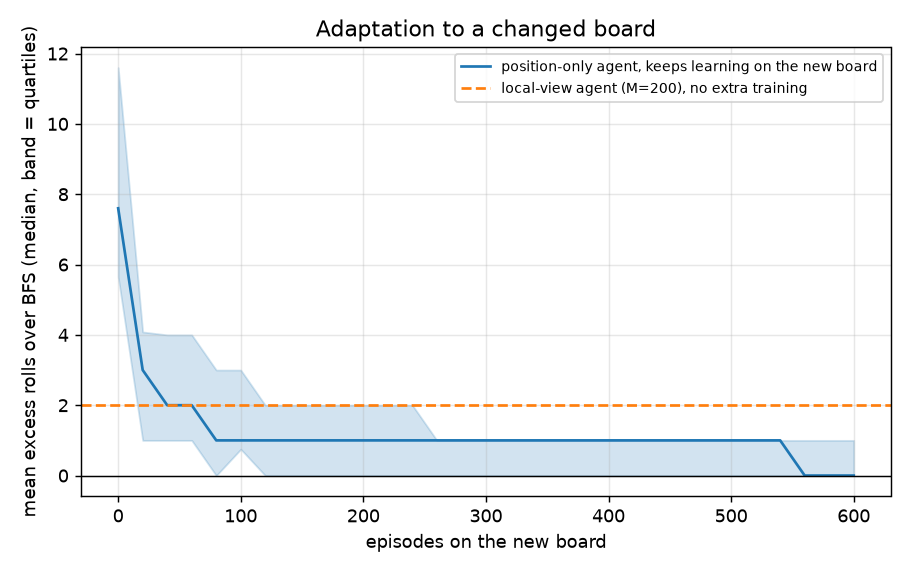 Adaptation to a changed board
position-only agent, keeps learning on the new board
local-view agent (M=200), no extra training
mean excess rolls over BFS (median, band = quartiles)
12
10
8
6
4
2
0
0 100 200 300 400 500 600
episodes on the new board